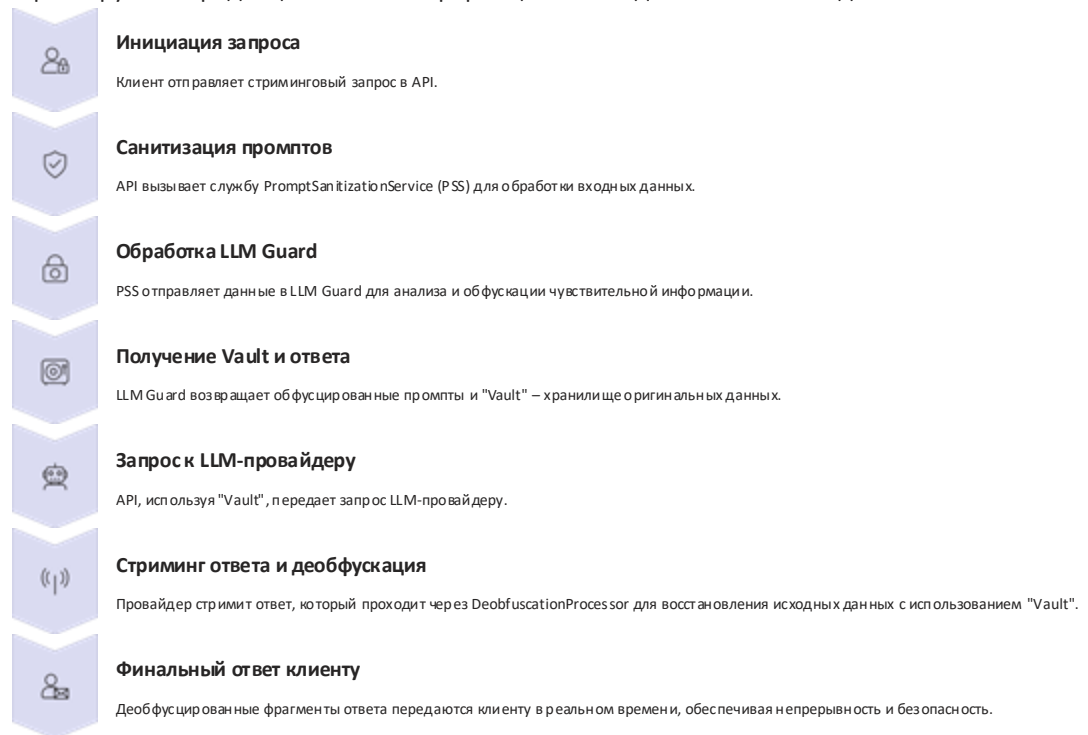 Инициация запроса
Клиент отправляет стриминговый запрос в API.
Санитизация промптов
API вызывает службу PromptSanitizationService (PSS) для обработки входных данных.
Обработка LLM Guard
PSS отправляет данные в LLM Guard для анализа и обфускации чувствительной информации.
Получение Vault и ответа
LLM Guard возвращает обфусцированные промпты и "Vault" – хранилище оригинальных данных.
Запрос к LLM-провайдеру
API, используя "Vault", передает запрос LLM-провайдеру.
Стриминг ответа и деобфускация
Провайдер стримит ответ, который проходит через DeobfuscationProcessor для восстановления исходных данных с использованием "Vault".
Финальный ответ клиенту
Деобфусцированные фрагменты ответа передаются клиенту в реальном времени, обеспечивая непрерывность и безопасность.